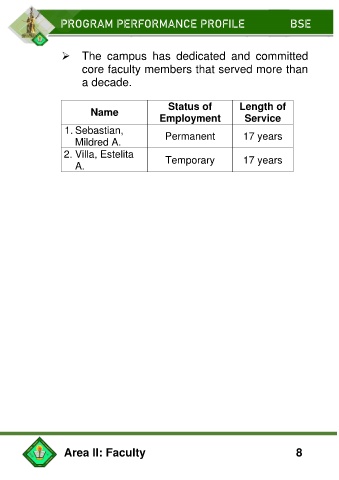 PROGRAM PERFORMANCE PROFILE BSE
➢ The campus has dedicated and committed
core faculty members that served more than
a decade.
Name Status of Employment Length of Service
1. Sebastian, Mildred A. Permanent 17 years
2. Villa, Estelita A. Temporary 17 years
Area II: Faculty 8